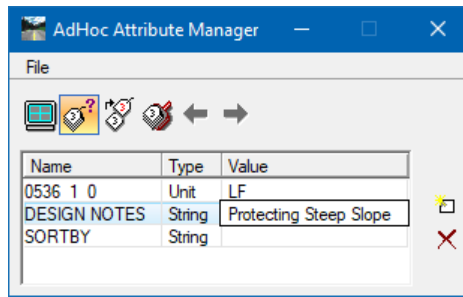 AdHoc Attribute Manager
File
Name Type Value
0536 1 0 Unit LF
DESIGN NOTES String Protecting Steep Slope
SORTBY String